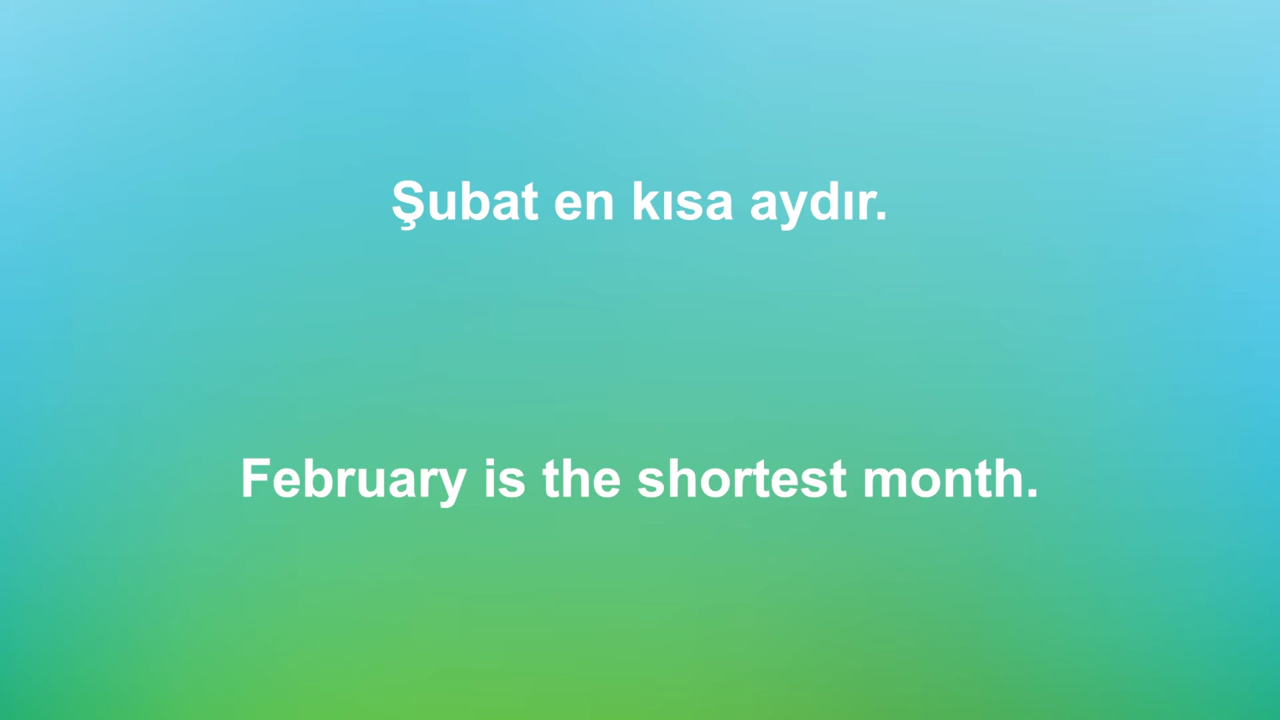 Şubat en kısa aydır.
February is the shortest month.